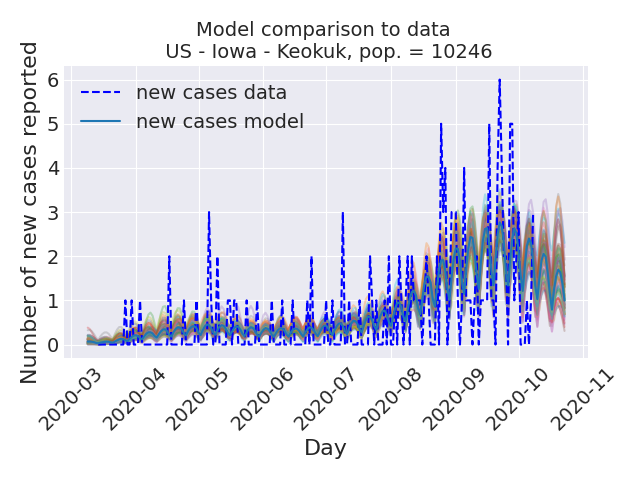 Model comparison to data
US - Iowa - Keokuk, pop. = 10246
Number of new cases reported
6
5
4
3
2
1
0
new cases data
new cases model
2020-03
2020-04
2020-05
2020-06
2020-07
2020-08
2020-09
2020-10
2020-11
Day